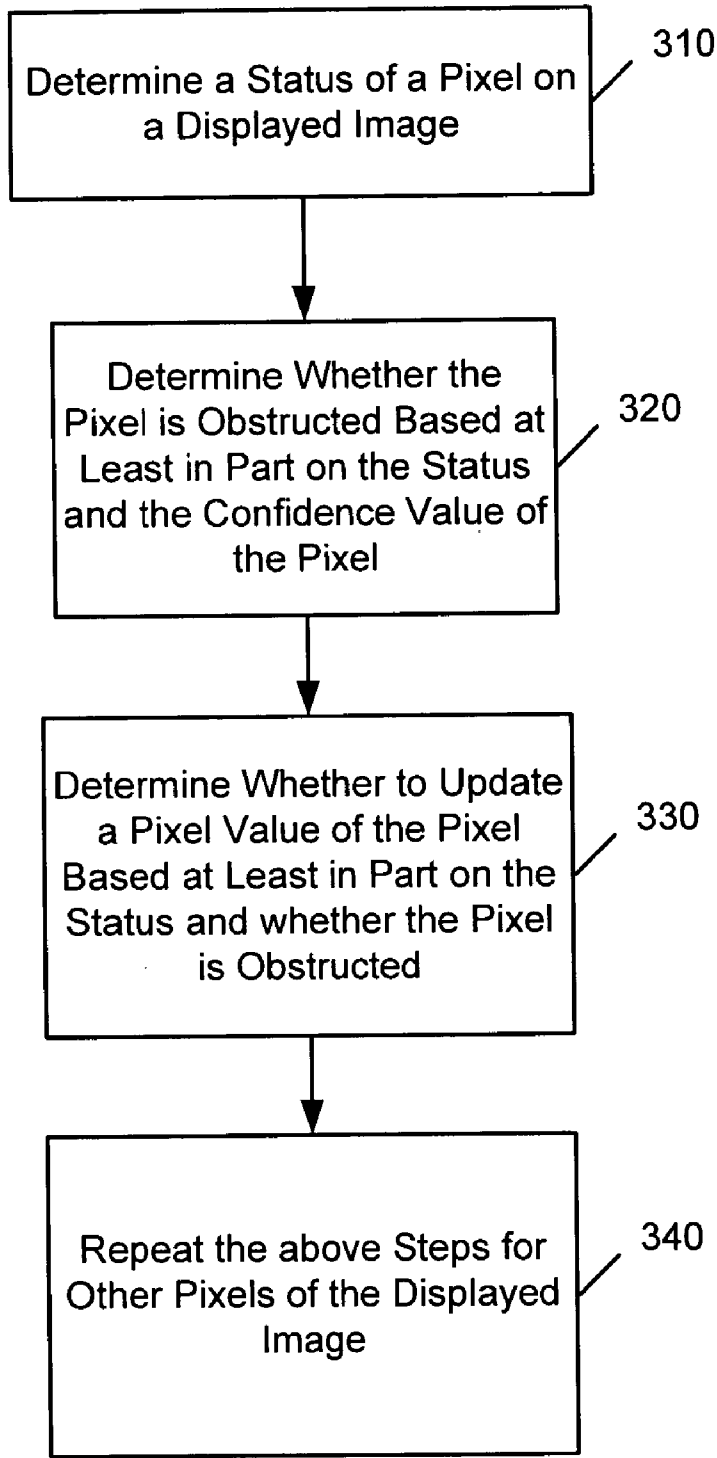 Determine a Status of a Pixel on
a Displayed Image
310
Determine Whether the
Pixel is Obstructed Based at
Least in Part on the Status
and the Confidence Value of
the Pixel
320
Determine Whether to Update
a Pixel Value of the Pixel
Based at Least in Part on the
Status and whether the Pixel
is Obstructed
330
Repeat the above Steps for
Other Pixels of the Displayed
Image
340